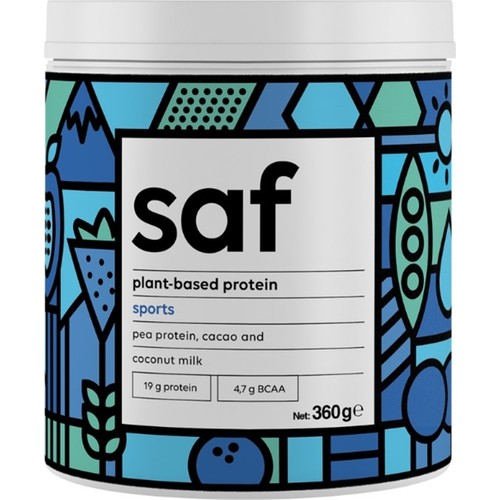 saf
plant-based protein
sports
pea protein, cacao and
coconut milk
19 g protein
4,7 g BCAA
Net: 360g℮